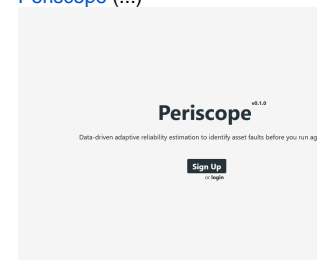 Periscope (...)
Periscope v0.1.0
Data-driven adaptive reliability estimation to identify asset faults before you run ag
Sign Up
or login